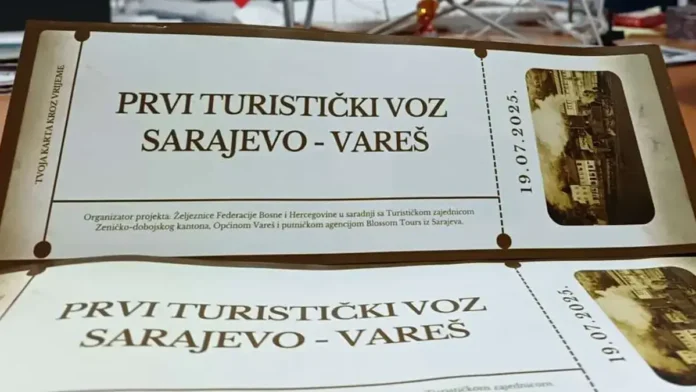 TVOJA KARTA KROZ VRIJEME
PRVI TURISTIČKI VOZ
SARAJEVO - VAREŠ
Organizator projekta: Željeznice Federacije Bosne i Hercegovine u saradnji sa Turističkom zajednicom
Zeničko-dobojskog kantona, Općinom Vareš i putničkom agencijom Blossom Tours iz Sarajeva.
19.07.2025.
PRVI TURISTIČKI VOZ
SARAJEVO - VAREŠ
19.07.2025.